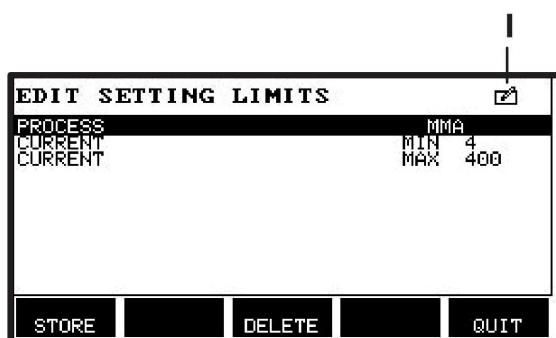 I
EDIT SETTING LIMITS
PROCESS MMA
CURRENT MIN 4
CURRENT MAX 400
STORE DELETE QUIT